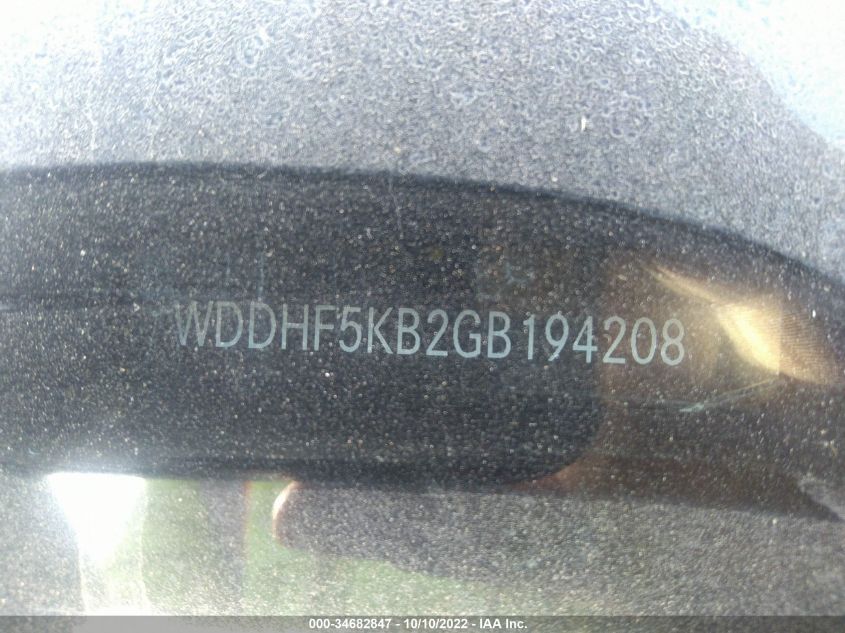 WDDHF5KB2GB194208
000-34682847 - 10/10/2022 - IAA Inc.